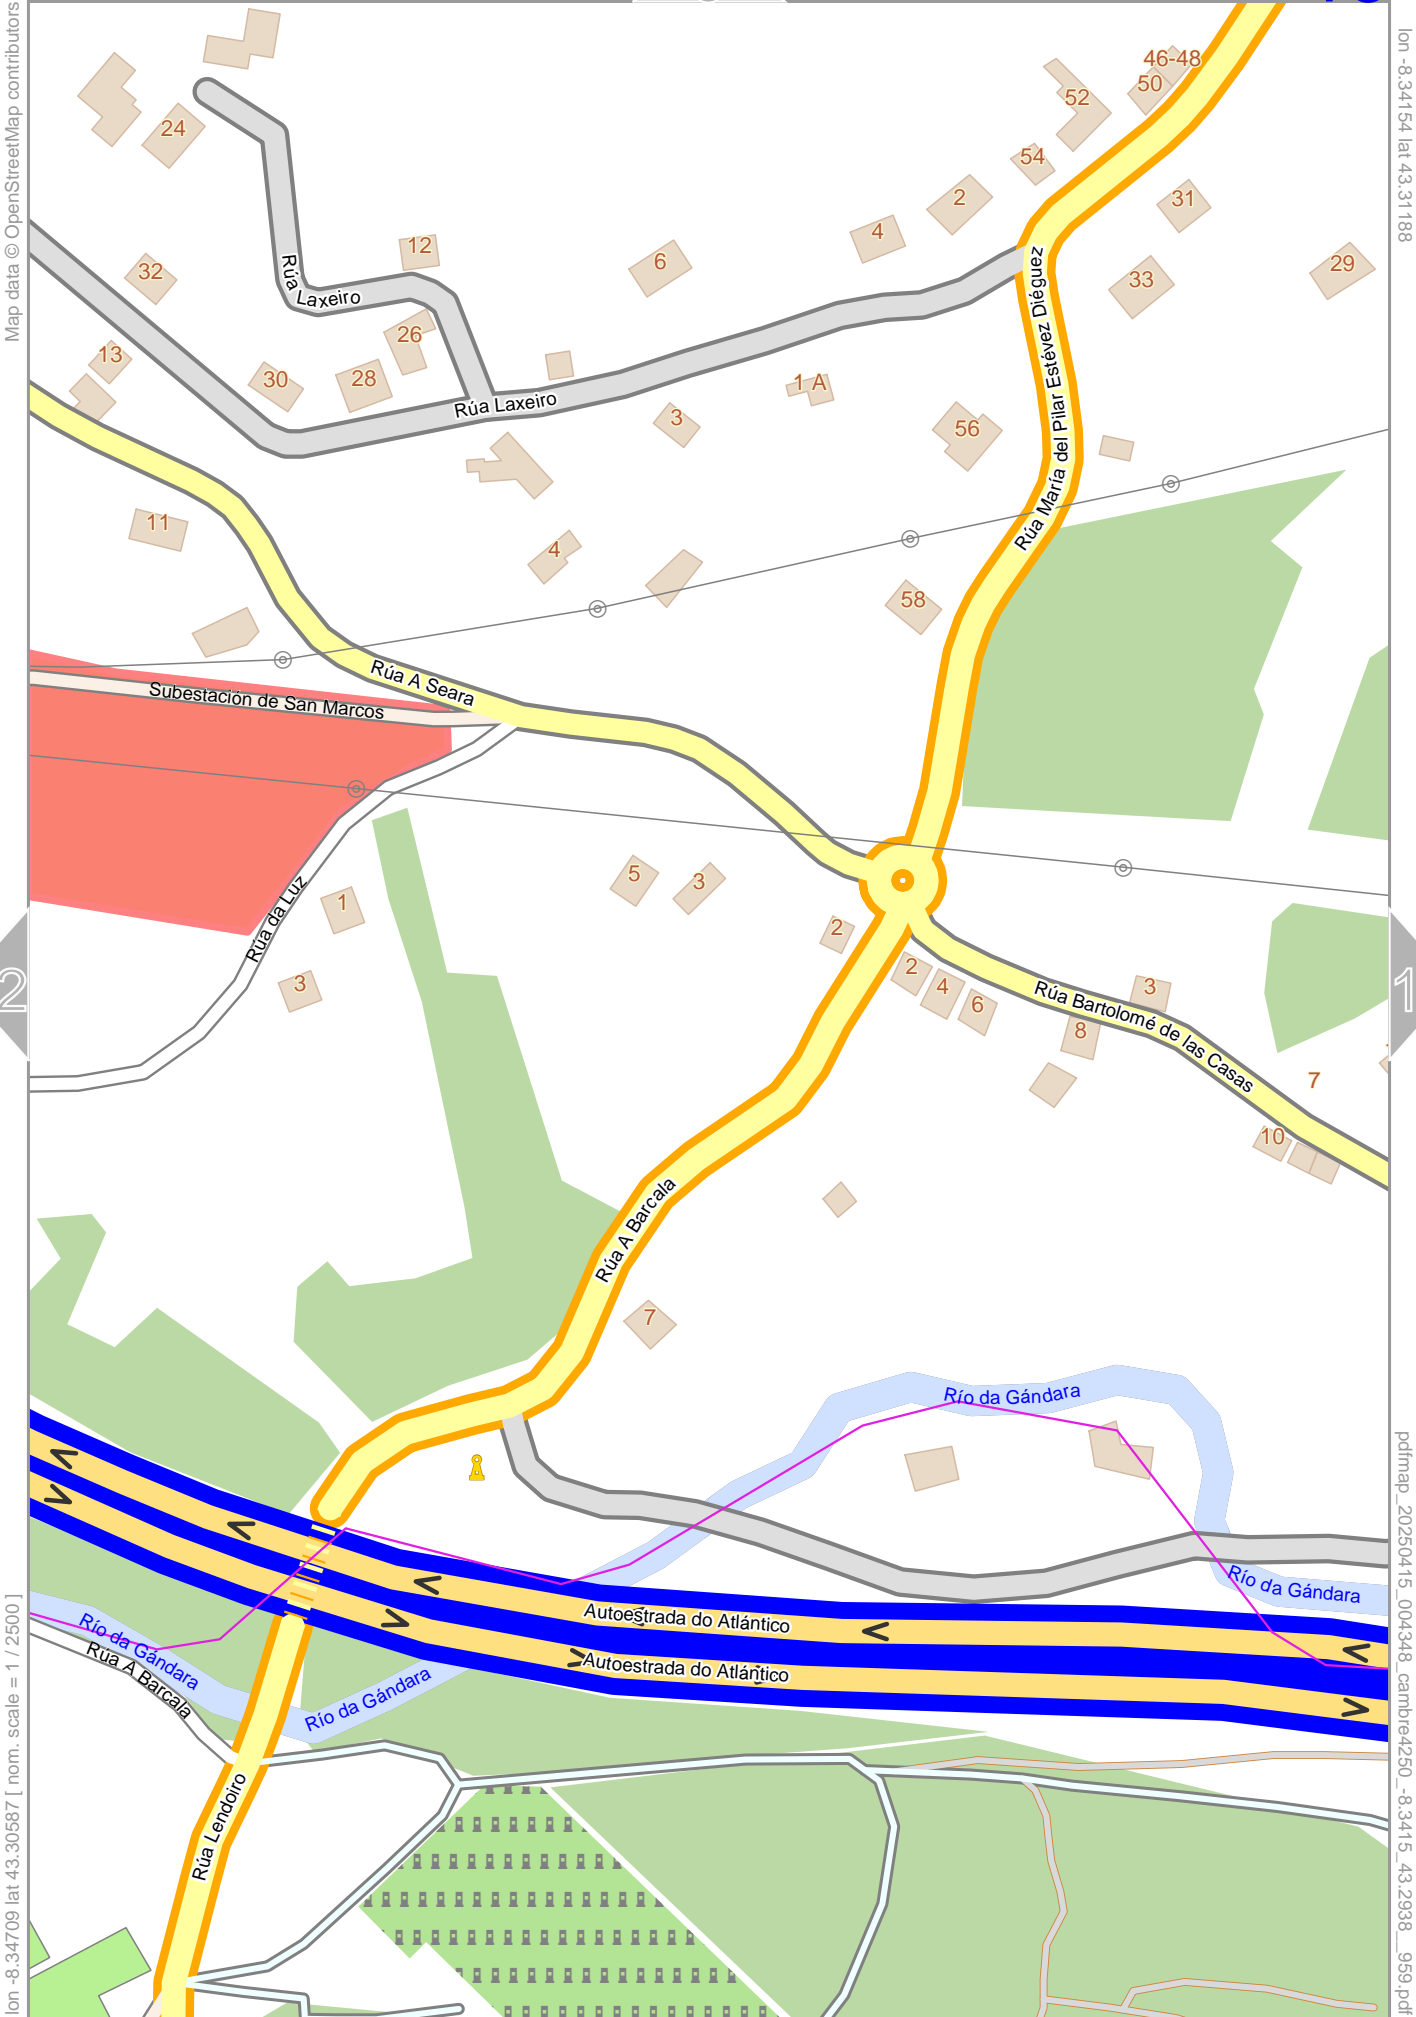 46-48
50
52
24
54
2
31
4
12
6
29
32
33
Rúa
Laxeiro
Rúa María del Pilar Estévez Diéguez
26
13
30
28
1 A
Rúa Laxeiro
3
56
11
4
58
Rúa A Seara
Subestación de San Marcos
5
3
1
Rúa da Luz
2
2
4
6
3
3
Rúa Bartolomé de las Casas
8
7
10
Rúa A Barcala
7
Río da Gándara
Río da Gándara
Autoestrada do Atlántico
Autoestrada do Atlántico
Río da Gándara
Rúa A Barcala
Río da Gándara
Rúa Lendoiro
2
1
Map data © OpenStreetMap contributors
lon -8.34709 lat 43.30587 [ nom. scale = 1 / 2500 ]
lon -8.34154 lat 43.31188
pdfmap_20250415_004348_cambre4250_-8.3415_43.2938__959.pdf